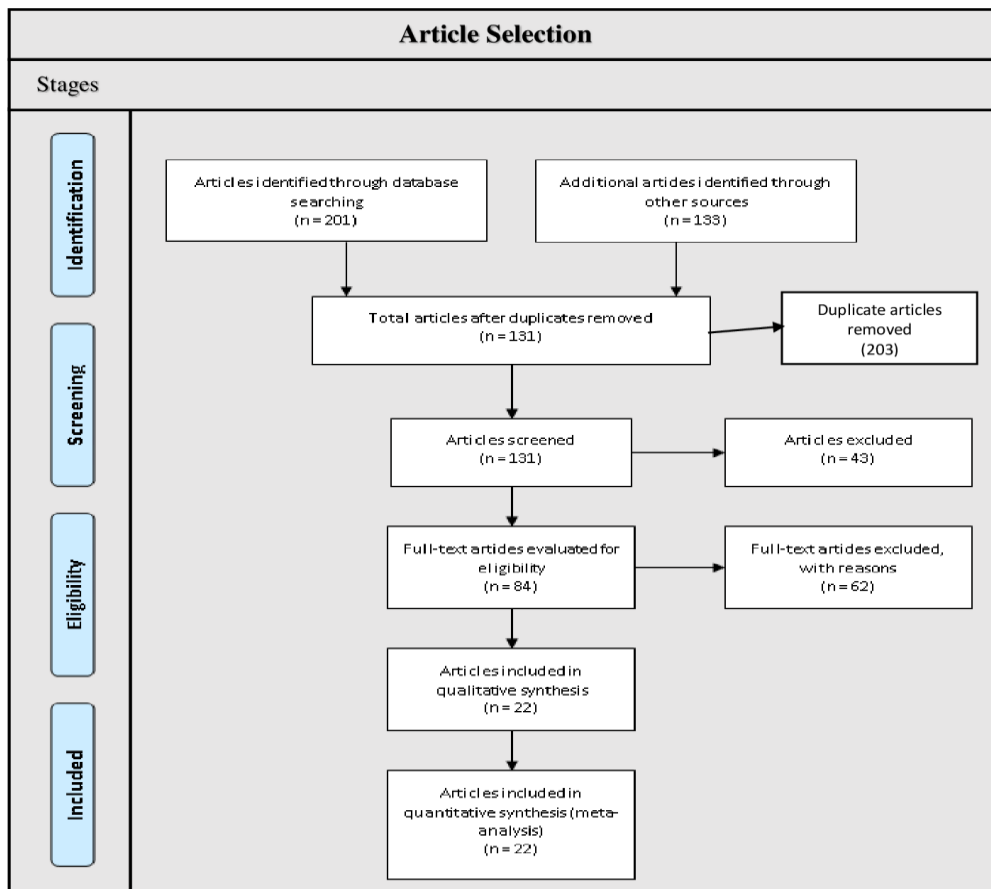 Article Selection
Stages
Identification
Articles identified through database
searching
(n = 201)
Additional articles identified through
other sources
(n = 133)
Total articles after duplicates removed
(n = 131)
Duplicate articles
removed
(203)
Screening
Articles screened
(n = 131)
Articles excluded
(n = 43)
Eligibility
Full-text articles evaluated for
eligibility
(n = 84)
Full-text articles excluded,
with reasons
(n = 62)
Articles included in
qualitative synthesis
(n = 22)
Included
Articles included in
quantitative synthesis (meta-
analysis)
(n = 22)